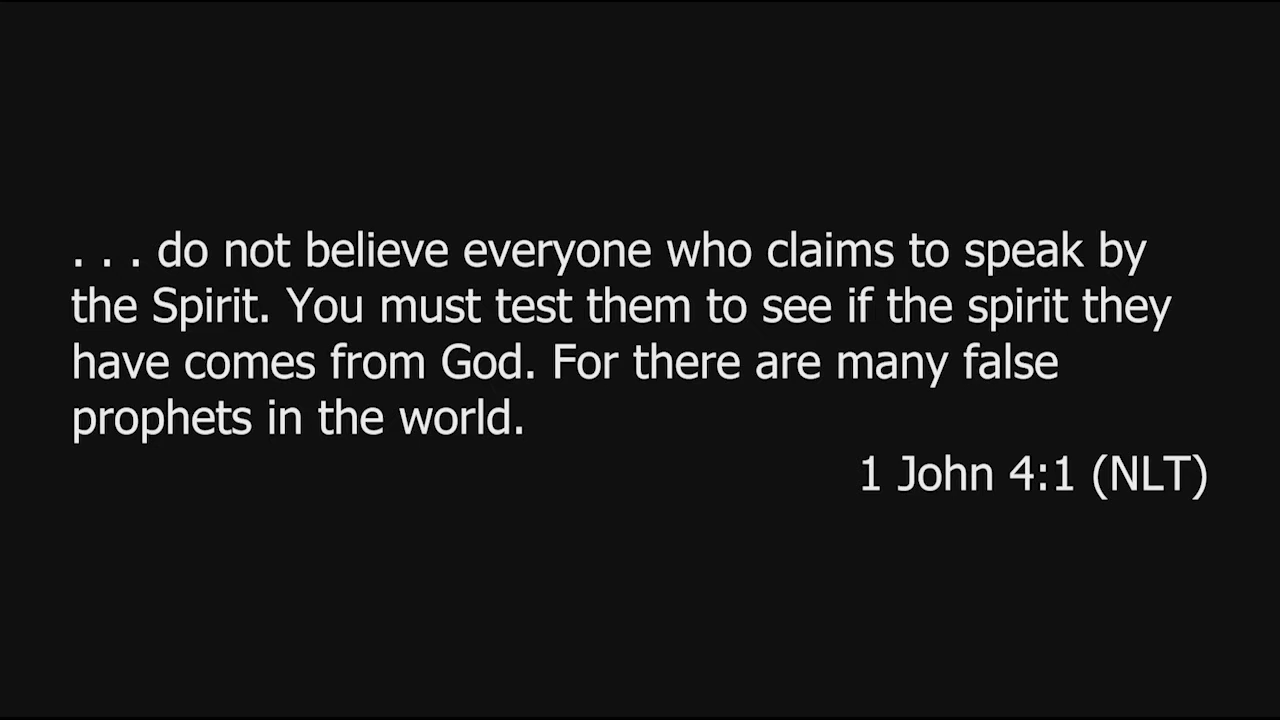 . . . do not believe everyone who claims to speak by
the Spirit. You must test them to see if the spirit they
have comes from God. For there are many false
prophets in the world.
1 John 4:1 (NLT)